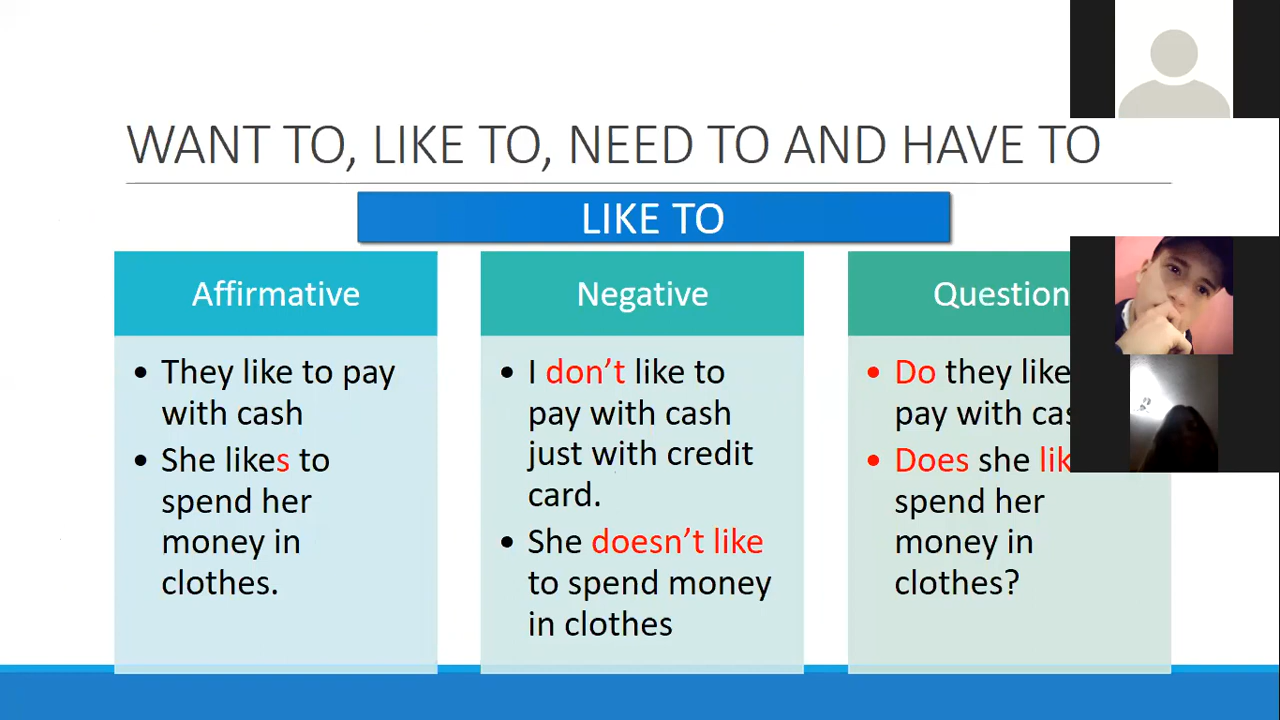 WANT TO, LIKE TO, NEED TO AND HAVE TO
LIKE TO
Affirmative
• They like to pay
with cash
• She likes to
spend her
money in
clothes.
Negative
• I don’t like to
pay with cash
just with credit
card.
• She doesn’t like
to spend money
in clothes
Question
• Do they like
pay with
• Does she
spend her
money in
clothes?